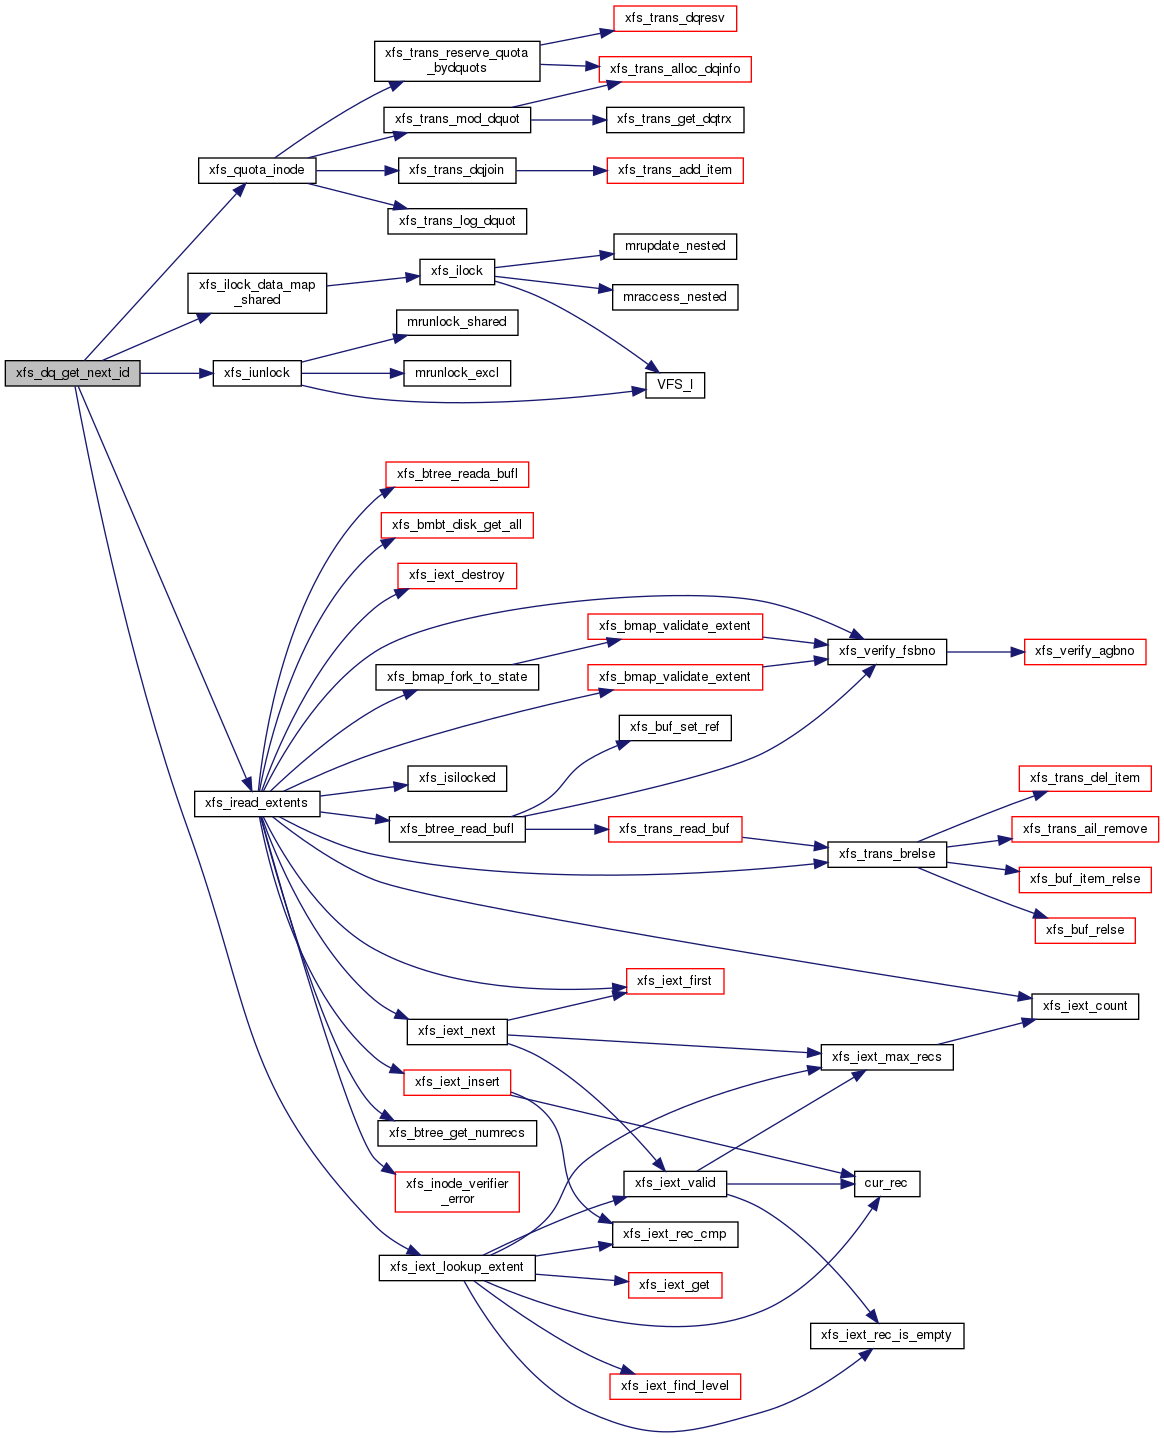 xfs_trans_dqresv
xfs_trans_reserve_quota
_bydquots
xfs_trans_alloc_dqinfo
xfs_trans_mod_dquot
xfs_trans_get_dqtrx
xfs_quota_inode
xfs_trans_dqjoin
xfs_trans_add_item
xfs_trans_log_dquot
mrupdate_nested
xfs_ilock
xfs_ilock_data_map
_shared
mraccess_nested
mrunlock_shared
xfs_dq_get_next_id
xfs_iunlock
mrunlock_excl
VFS_I
xfs_btree_reada_bufl
xfs_bmbt_disk_get_all
xfs_iext_destroy
xfs_bmap_validate_extent
xfs_verify_fsbno
xfs_verify_agbno
xfs_bmap_fork_to_state
xfs_bmap_validate_extent
xfs_buf_set_ref
xfs_isilocked
xfs_trans_del_item
xfs_iread_extents
xfs_btree_read_bufl
xfs_trans_read_buf
xfs_trans_ail_remove
xfs_trans_brelse
xfs_buf_item_relse
xfs_buf_relse
xfs_iext_first
xfs_iext_count
xfs_iext_next
xfs_iext_max_recs
xfs_iext_insert
xfs_btree_get_numrecs
xfs_inode_verifier
_error
xfs_iext_valid
cur_rec
xfs_iext_rec_cmp
xfs_iext_lookup_extent
xfs_iext_get
xfs_iext_rec_is_empty
xfs_iext_find_level